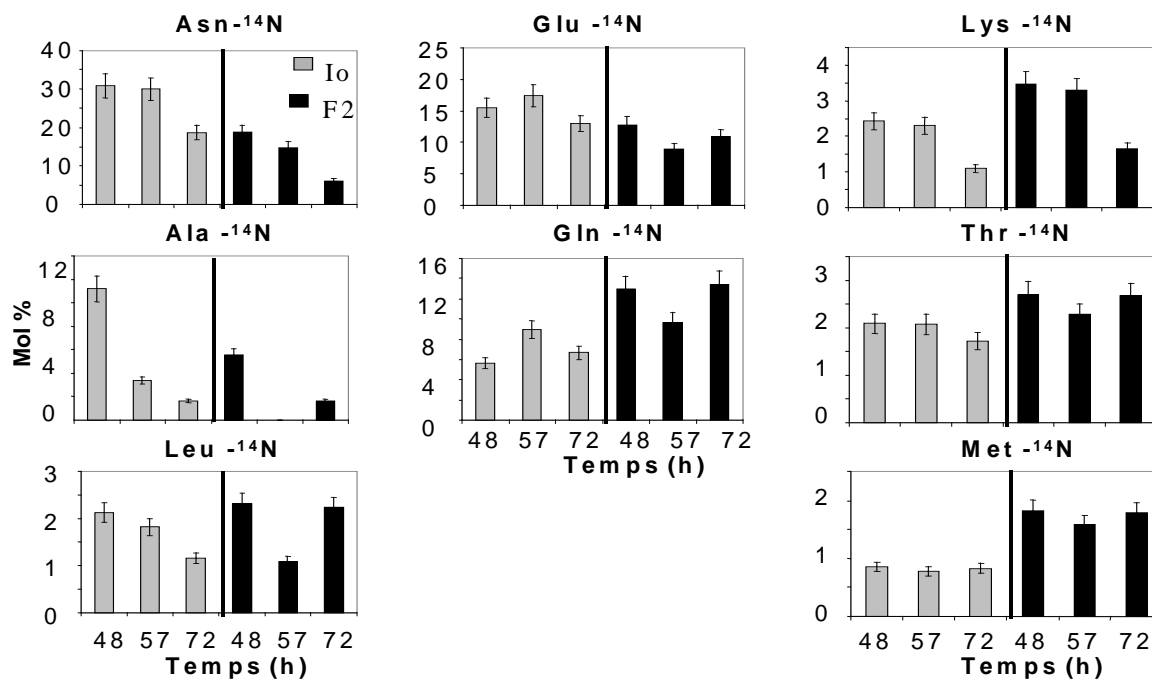 Asn -¹⁴N
40
30
20
10
0
Io
F2
Glu -¹⁴N
25
20
15
10
5
0
Lys -¹⁴N
4
3
2
1
0
Ala -¹⁴N
12
8
4
0
Mol %
Gln -¹⁴N
16
12
8
4
0
48 57 72 48 57 72
Temps (h)
Thr -¹⁴N
3
2
1
0
Leu -¹⁴N
3
2
1
0
48 57 72 48 57 72
Temps (h)
Met -¹⁴N
2
1
0
48 57 72 48 57 72
Temps (h)